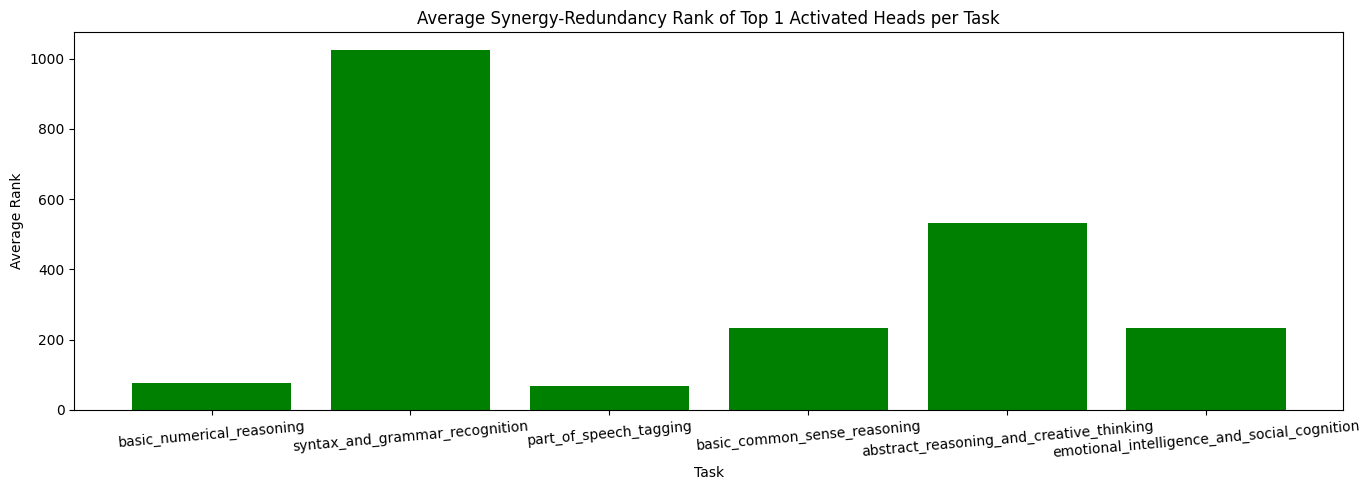 Average Synergy-Redundancy Rank of Top 1 Activated Heads per Task
Average Rank
1000
800
600
400
200
0
basic_numerical_reasoning
syntax_and_grammar_recognition
part_of_speech_tagging
basic_common_sense_reasoning
abstract_reasoning_and_creative_thinking
emotional_intelligence_and_social_cognition
Task